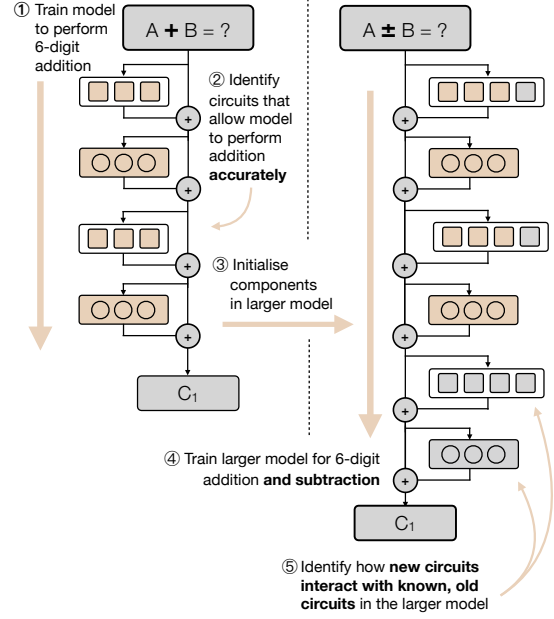 ① Train model
to perform
6-digit
addition
A + B = ?
A ± B = ?
② Identify
circuits that
allow model
to perform
addition
accurately
+
+
+
+
③ Initialise
components
in larger model
C₁
+
+
+
+
+
+
④ Train larger model for 6-digit
addition and subtraction
C₁
⑤ Identify how new circuits
interact with known, old
circuits in the larger model